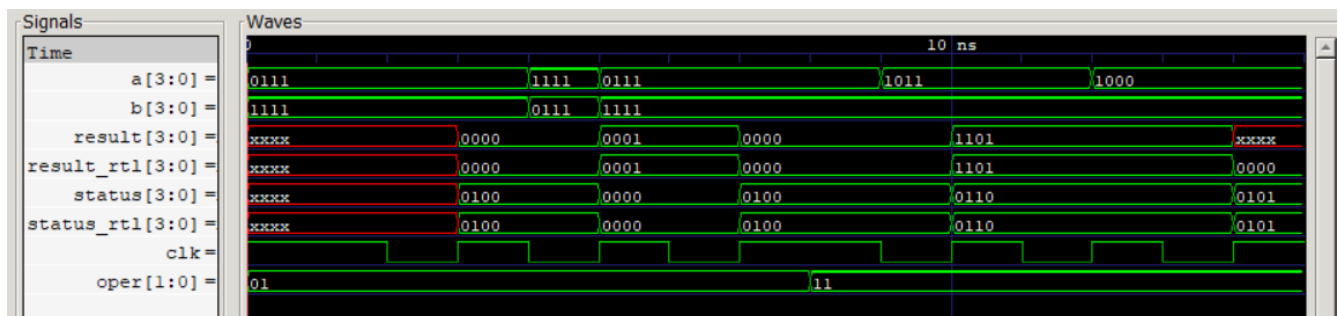 Signals Waves
Time 0 10 ns
a[3:0] = 0111 1111 0111 1011 1000
b[3:0] = 1111 0111 1111
result[3:0] = xxxx 0000 0001 0000 1101 xxxx
result_rtl[3:0] = xxxx 0000 0001 0000 1101 0000
status[3:0] = xxxx 0100 0000 0100 0110 0101
status_rtl[3:0] = xxxx 0100 0000 0100 0110 0101
clk =
oper[1:0] = 01 11